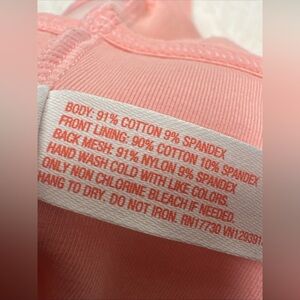 BODY: 91% COTTON 9% SPANDEX
FRONT LINING: 90% COTTON 10% SPANDEX
BACK MESH: 91% NYLON 9% SPANDEX
HAND WASH COLD WITH LIKE COLORS.
ONLY NON CHLORINE BLEACH IF NEEDED.
HANG TO DRY. DO NOT IRON. RN17730 VN129391